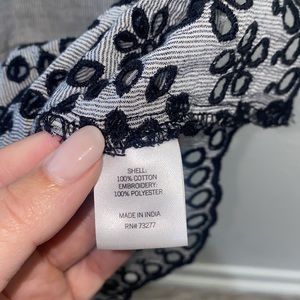 SHELL:
100% COTTON
EMBROIDERY:
100% POLYESTER
MADE IN INDIA
RN# 73277